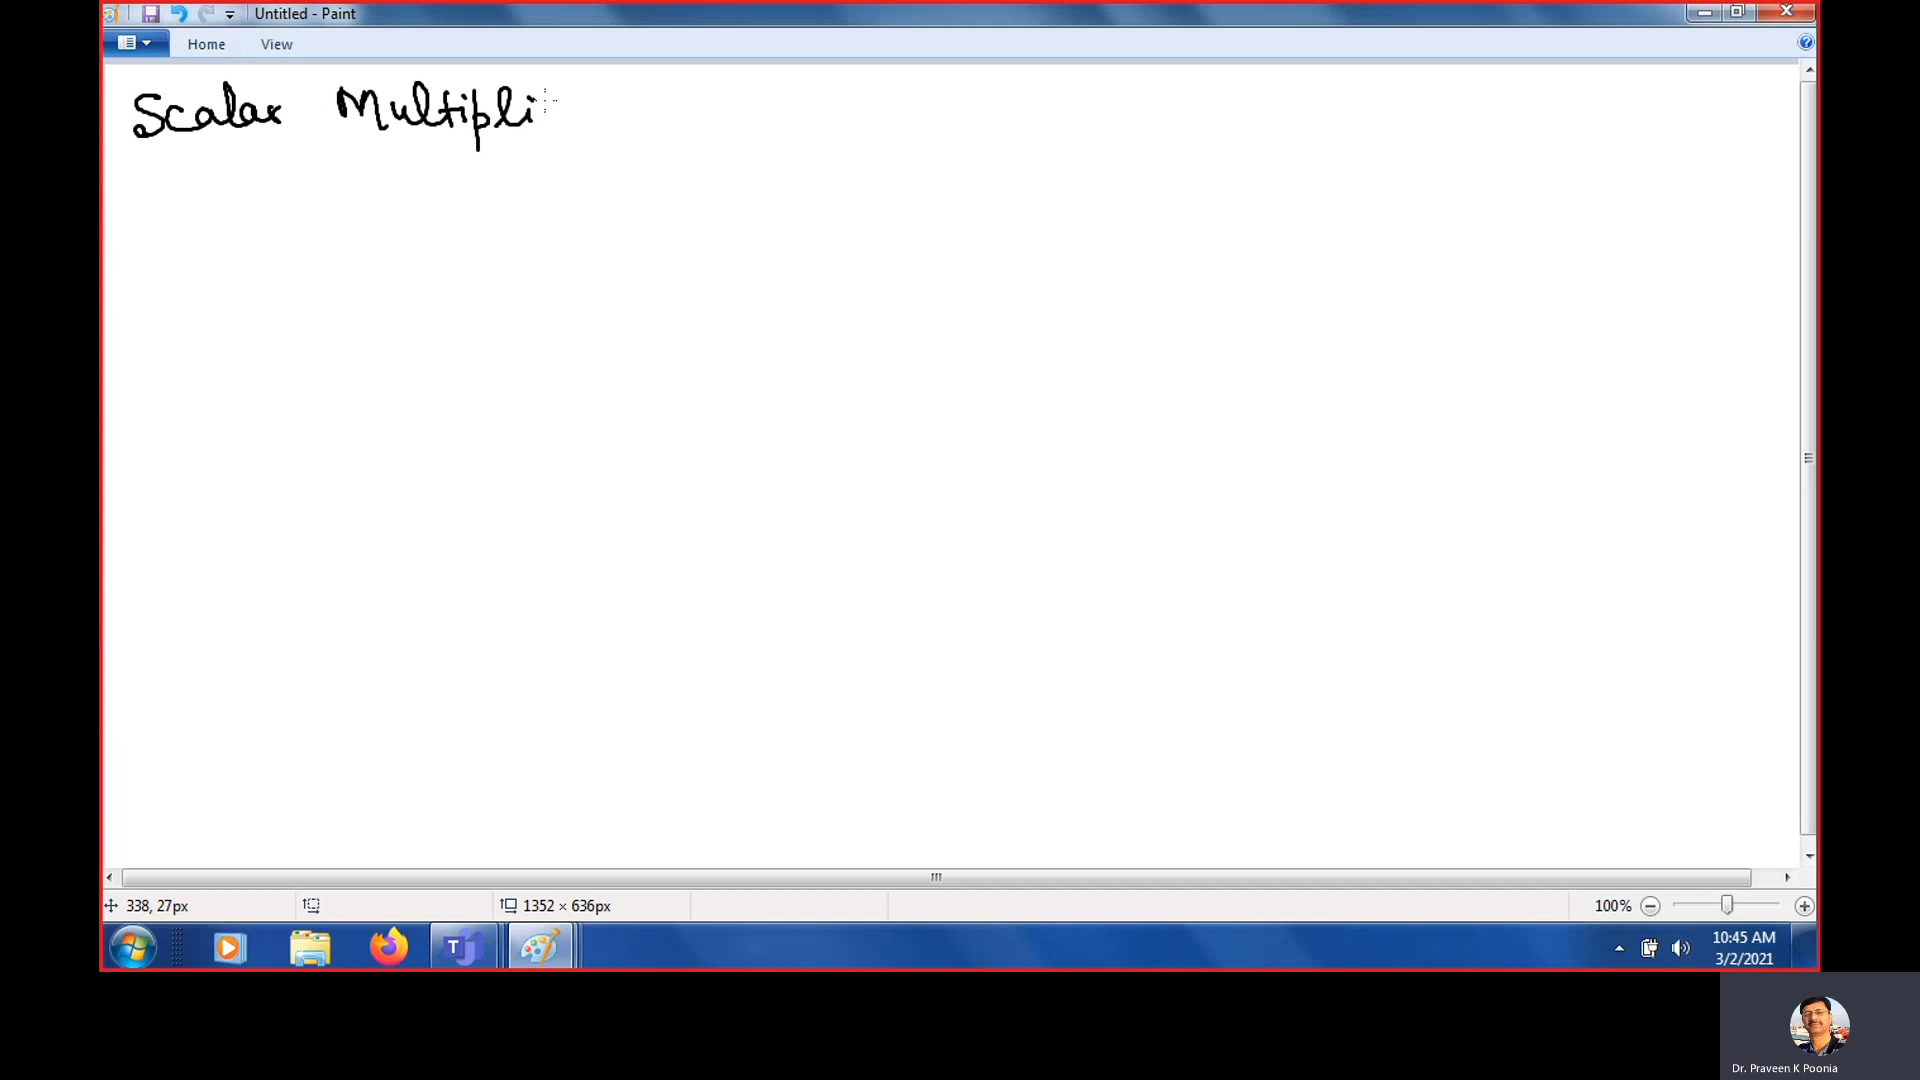 Untitled - Paint
Home View
Scalar Multipli
338, 27px
1352 × 636px
100%
T
10:45 AM
3/2/2021
Dr. Praveen K Poonia